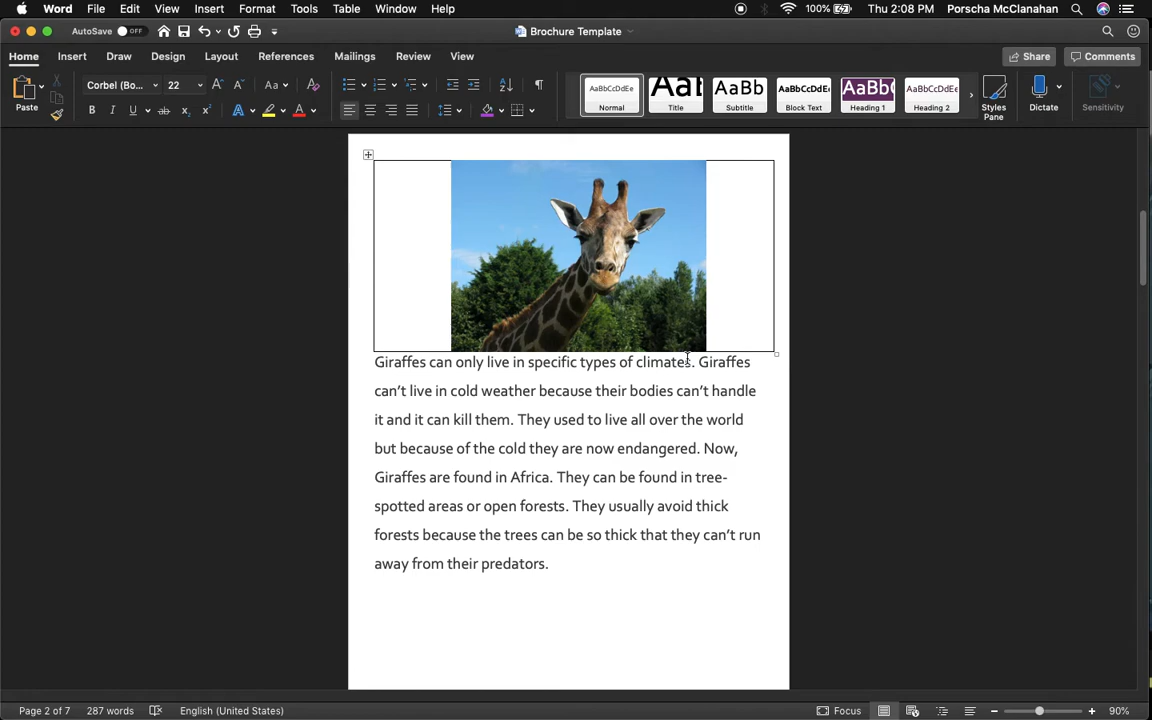 Word File Edit View Insert Format Tools Table Window Help 100% Thu 2:08 PM Porscha McClanahan
AutoSave OFF Brochure Template
Home Insert Draw Design Layout References Mailings Review View Share Comments
Paste Corbel (Bo... 22 Aa
B I U ab x₂ x² A A
AaBbCcDdEe Normal
AaI Title
AaBb Subtitle
AaBbCcDdE Block Text
AaBb Heading 1
AaBbCcDdEe Heading 2
Styles Pane
Dictate
Sensitivity
Giraffes can only live in specific types of climates. Giraffes
can't live in cold weather because their bodies can't handle
it and it can kill them. They used to live all over the world
but because of the cold they are now endangered. Now,
Giraffes are found in Africa. They can be found in tree-
spotted areas or open forests. They usually avoid thick
forests because the trees can be so thick that they can't run
away from their predators.
Page 2 of 7 287 words English (United States) Focus 90%